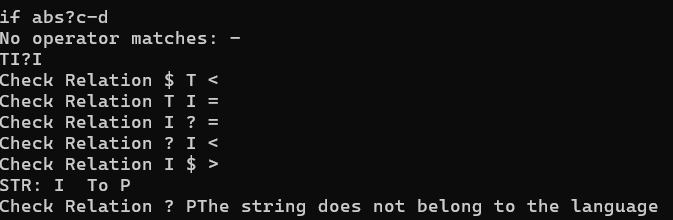 if abs?c-d
No operator matches: -
TI?I
Check Relation $ T <
Check Relation T I =
Check Relation I ? =
Check Relation ? I <
Check Relation I $ >
STR: I  To P
Check Relation ? PThe string does not belong to the language